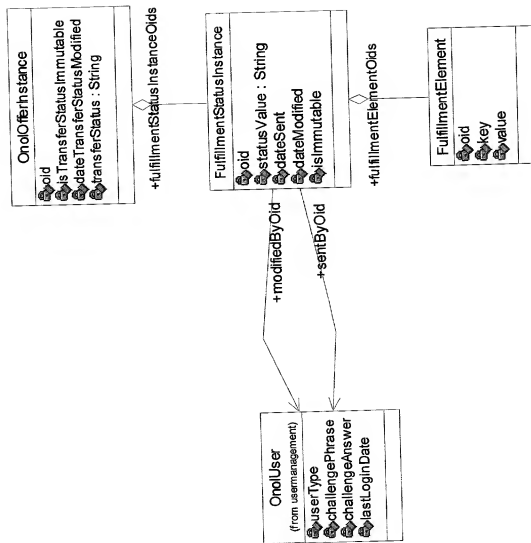 OnolOfferInstance
oid
isTransferStatusImmutable
dateTransferStatusModified
transferStatus : String
+fulfillmentStatusInstanceOids
FulfillmentStatusInstance
oid
statusValue : String
dateSent
dateModified
isImmutable
+modifiedByOid
+sentByOid
+fulfillmentElementOids
OnolUser
(from usermanagement)
userType
challengePhrase
challengeAnswer
lastLoginDate
FulfillmentElement
oid
key
value